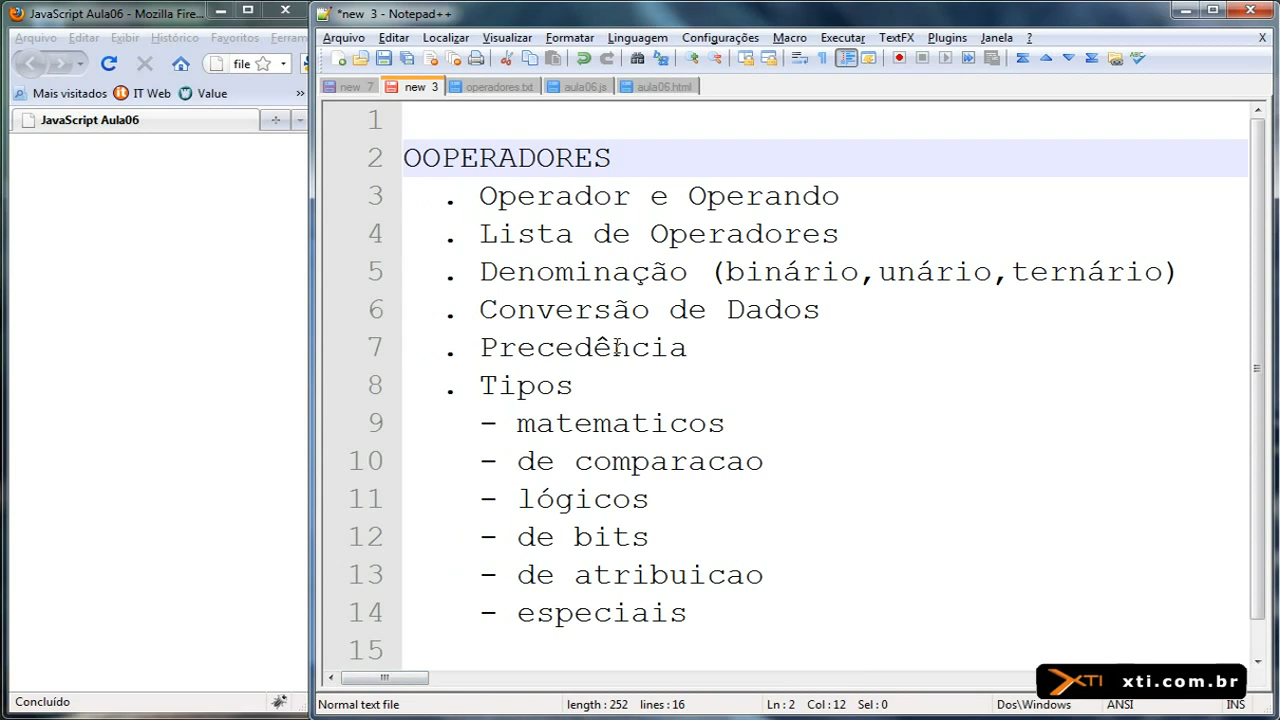 JavaScript Aula06 - Mozilla Fire...
Arquivo Editar Exibir Histórico Favoritos Ferram
file
Mais visitados IT Web Value »
JavaScript Aula06
Concluído
*new 3 - Notepad++
Arquivo Editar Localizar Visualizar Formatar Linguagem Configurações Macro Executar TextFX Plugins Janela ? X
new 7 new 3 operadores.txt aula06.js aula06.html
1
2 OOPERADORES
3 . Operador e Operando
4 . Lista de Operadores
5 . Denominação (binário,unário,ternário)
6 . Conversão de Dados
7 . Precedência
8 . Tipos
9 - matematicos
10 - de comparacao
11 - lógicos
12 - de bits
13 - de atribuicao
14 - especiais
15
XTI xti.com.br
Normal text file length : 252 lines : 16 Ln : 2 Col : 12 Sel : 0 Dos\Windows ANSI INS